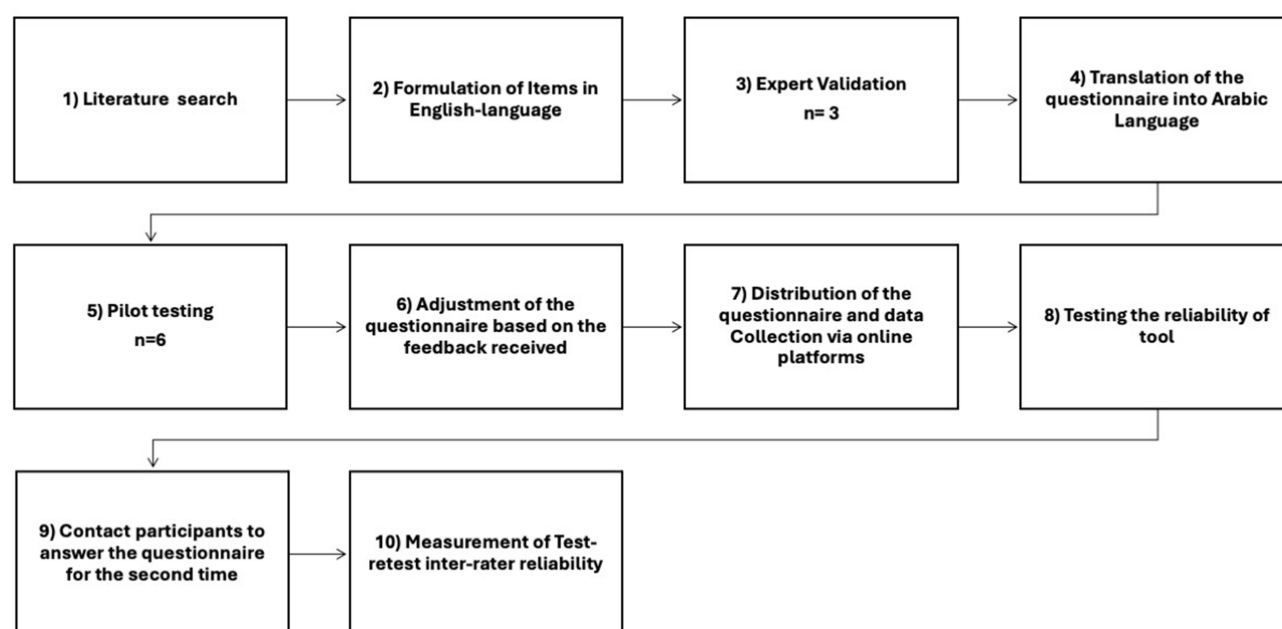 1) Literature search
2) Formulation of Items in
English-language
3) Expert Validation
n= 3
4) Translation of the
questionnaire into Arabic
Language
5) Pilot testing
n=6
6) Adjustment of the
questionnaire based on the
feedback received
7) Distribution of the
questionnaire and data
Collection via online
platforms
8) Testing the reliability of
tool
9) Contact participants to
answer the questionnaire
for the second time
10) Measurement of Test-
retest inter-rater reliability